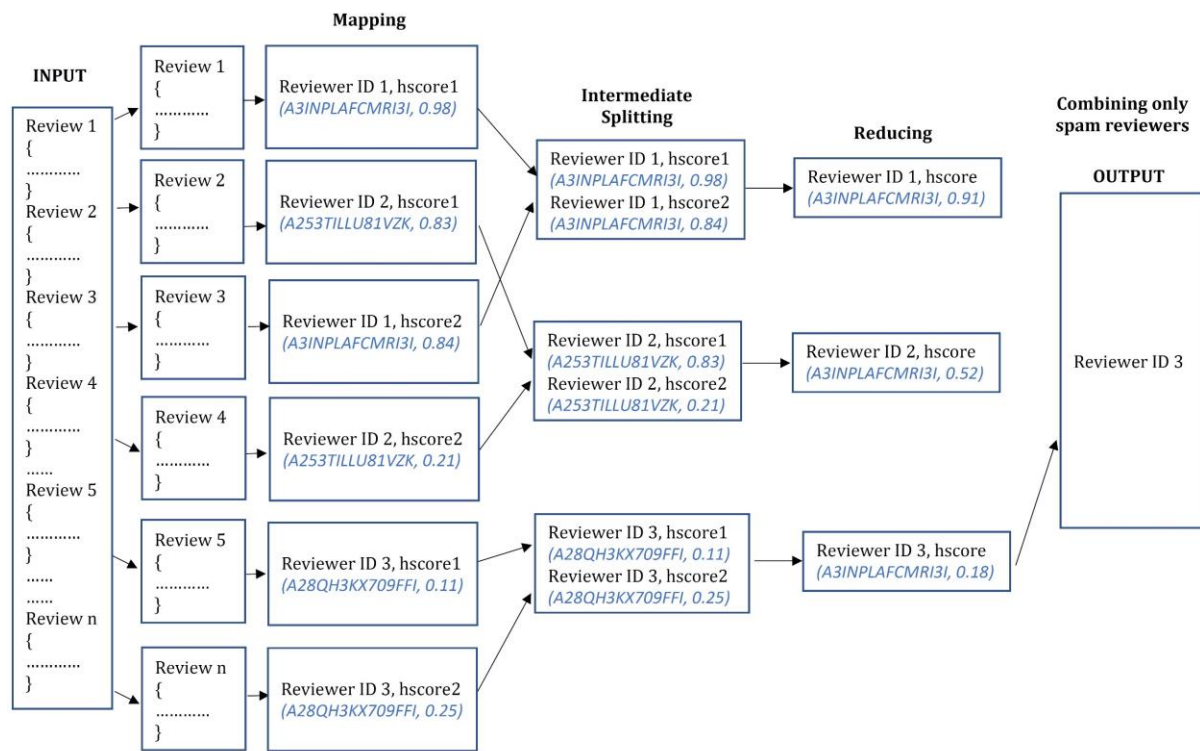 INPUT
Review 1
{
............
}
Review 2
{
............
}
Review 3
{
............
}
Review 4
{
............
}
......
Review 5
{
............
}
......
......
Review n
{
............
}
Review 1
{
............
}
Review 2
{
............
}
Review 3
{
............
}
Review 4
{
............
}
Review 5
{
............
}
Review n
{
............
}
Mapping
Reviewer ID 1, hscore1
(A3INPLAFCMRI3I, 0.98)
Reviewer ID 2, hscore1
(A253TILLU81VZK, 0.83)
Reviewer ID 1, hscore2
(A3INPLAFCMRI3I, 0.84)
Reviewer ID 2, hscore2
(A253TILLU81VZK, 0.21)
Reviewer ID 3, hscore1
(A28QH3KX709FFI, 0.11)
Reviewer ID 3, hscore2
(A28QH3KX709FFI, 0.25)
Intermediate
Splitting
Reviewer ID 1, hscore1
(A3INPLAFCMRI3I, 0.98)
Reviewer ID 1, hscore2
(A3INPLAFCMRI3I, 0.84)
Reviewer ID 2, hscore1
(A253TILLU81VZK, 0.83)
Reviewer ID 2, hscore2
(A253TILLU81VZK, 0.21)
Reviewer ID 3, hscore1
(A28QH3KX709FFI, 0.11)
Reviewer ID 3, hscore2
(A28QH3KX709FFI, 0.25)
Reducing
Reviewer ID 1, hscore
(A3INPLAFCMRI3I, 0.91)
Reviewer ID 2, hscore
(A3INPLAFCMRI3I, 0.52)
Reviewer ID 3, hscore
(A3INPLAFCMRI3I, 0.18)
Combining only
spam reviewers
OUTPUT
Reviewer ID 3